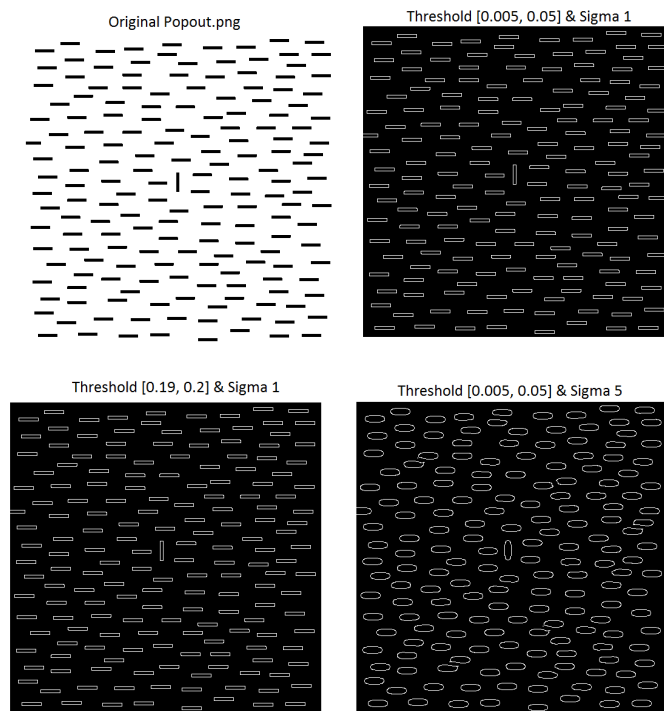 Original Popout.png
Threshold [0.005, 0.05] & Sigma 1
Threshold [0.19, 0.2] & Sigma 1
Threshold [0.005, 0.05] & Sigma 5